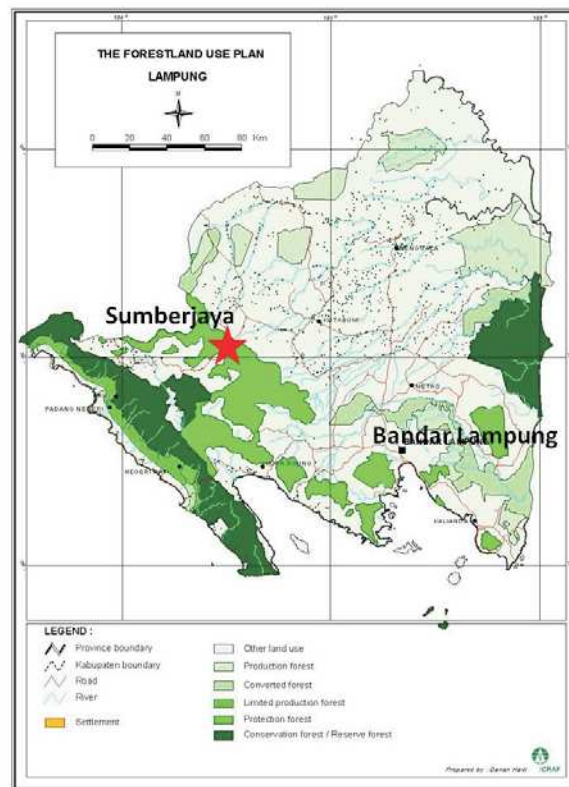 THE FORESTLAND USE PLAN
LAMPUNG
N
0 20 40 60 80 Km
Sumberjaya
METRO
Bandar Lampung
LEGEND :
Province boundary
Kabupaten boundary
Road
River
Settlement
Other land use
Production forest
Converted forest
Limited production forest
Protection forest
Conservation forest / Reserve forest
Prepared by :
ICRAF